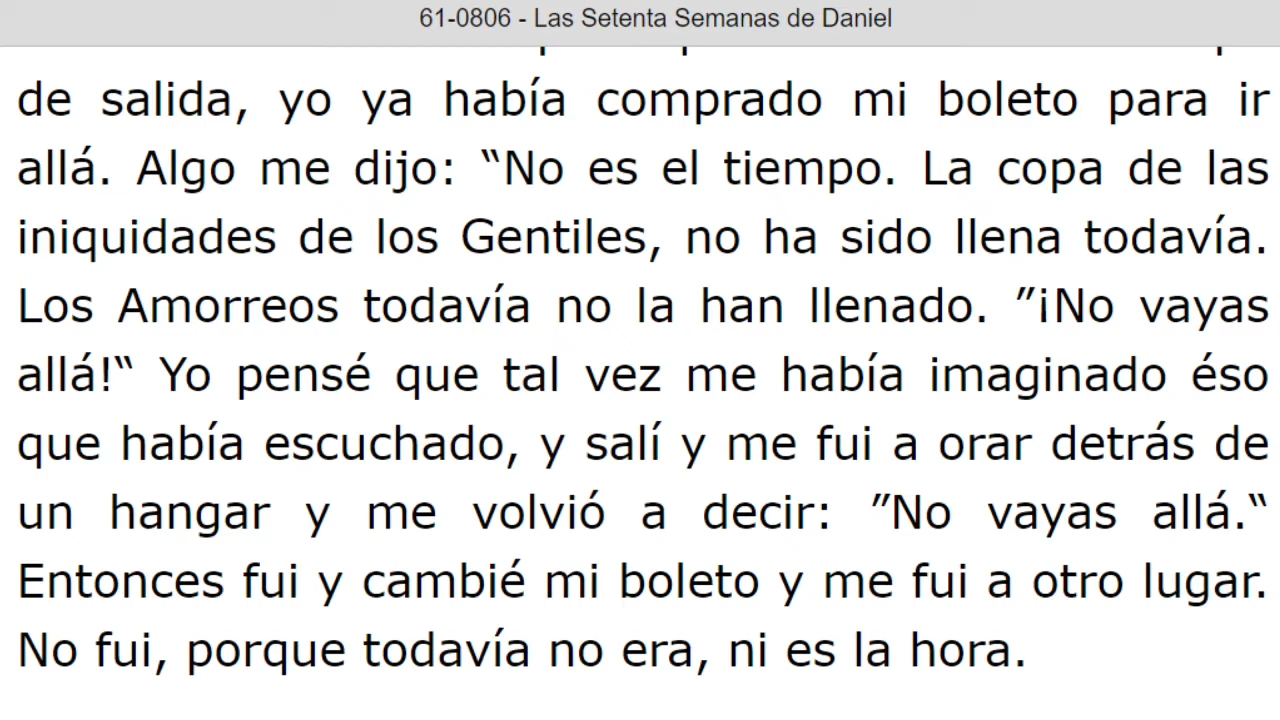 61-0806 - Las Setenta Semanas de Daniel
de salida, yo ya había comprado mi boleto para ir
allá. Algo me dijo: “No es el tiempo. La copa de las
iniquidades de los Gentiles, no ha sido llena todavía.
Los Amorreos todavía no la han llenado. ”¡No vayas
allá!“ Yo pensé que tal vez me había imaginado éso
que había escuchado, y salí y me fui a orar detrás de
un hangar y me volvió a decir: ”No vayas allá.“
Entonces fui y cambié mi boleto y me fui a otro lugar.
No fui, porque todavía no era, ni es la hora.